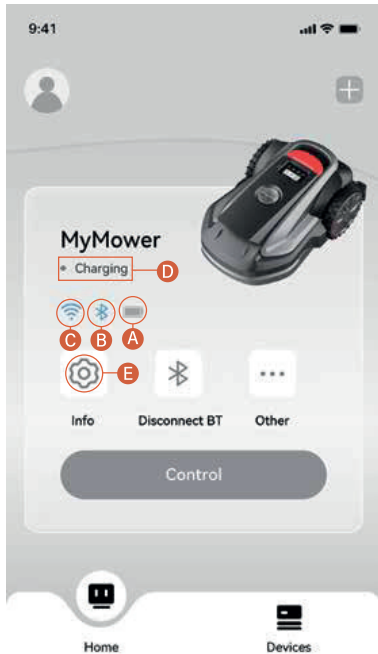 9:41
MyMower
Charging D
C B A
E
Info Disconnect BT Other
Control
Home Devices